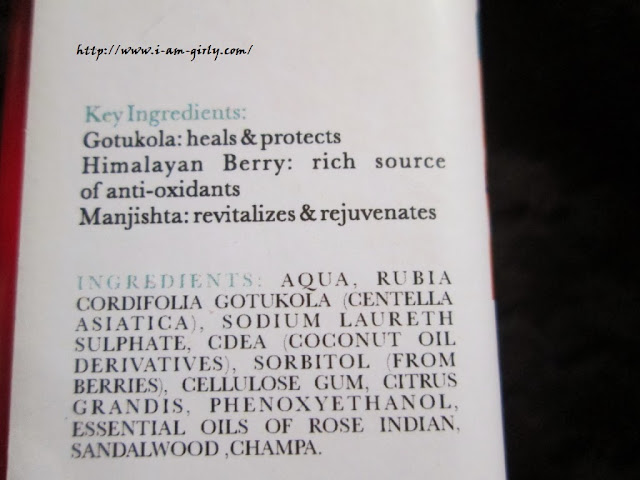 http://www.i-am-girly.com/
Key Ingredients:
Gotukola: heals & protects
Himalayan Berry: rich source
of anti-oxidants
Manjishta: revitalizes & rejuvenates
INGREDIENTS: AQUA, RUBIA
CORDIFOLIA GOTUKOLA (CENTELLA
ASIATICA), SODIUM LAURETH
SULPHATE, CDEA (COCONUT OIL
DERIVATIVES), SORBITOL (FROM
BERRIES), CELLULOSE GUM, CITRUS
GRANDIS, PHENOXYETHANOL,
ESSENTIAL OILS OF ROSE INDIAN,
SANDALWOOD ,CHAMPA.